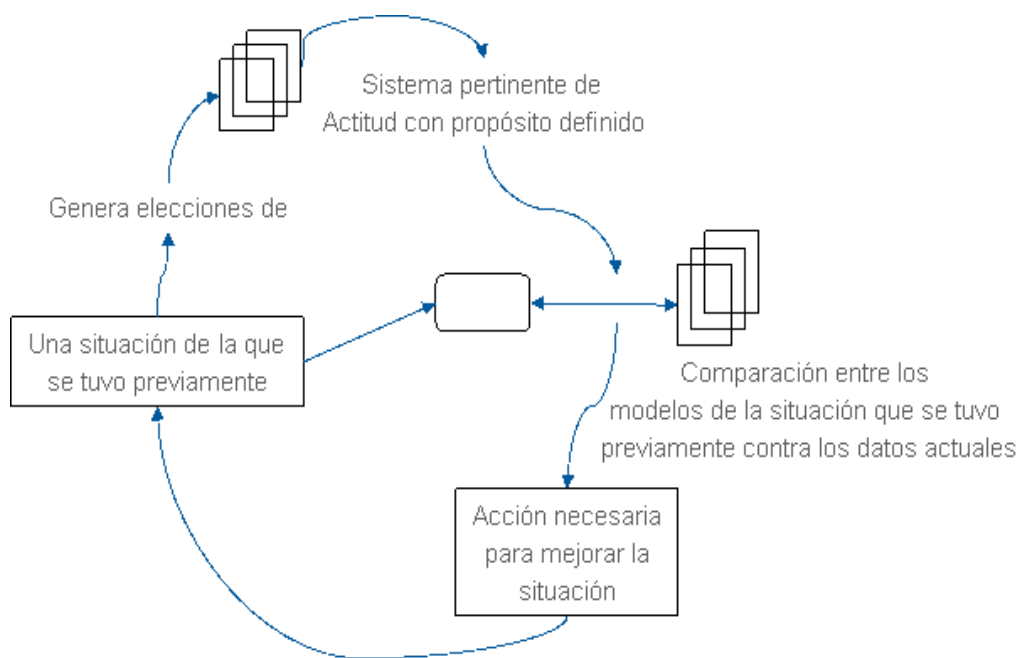 Sistema pertinente de
Actitud con propósito definido
Genera elecciones de
Una situación de la que
se tuvo previamente
Comparación entre los
modelos de la situación que se tuvo
previamente contra los datos actuales
Acción necesaria
para mejorar la
situación